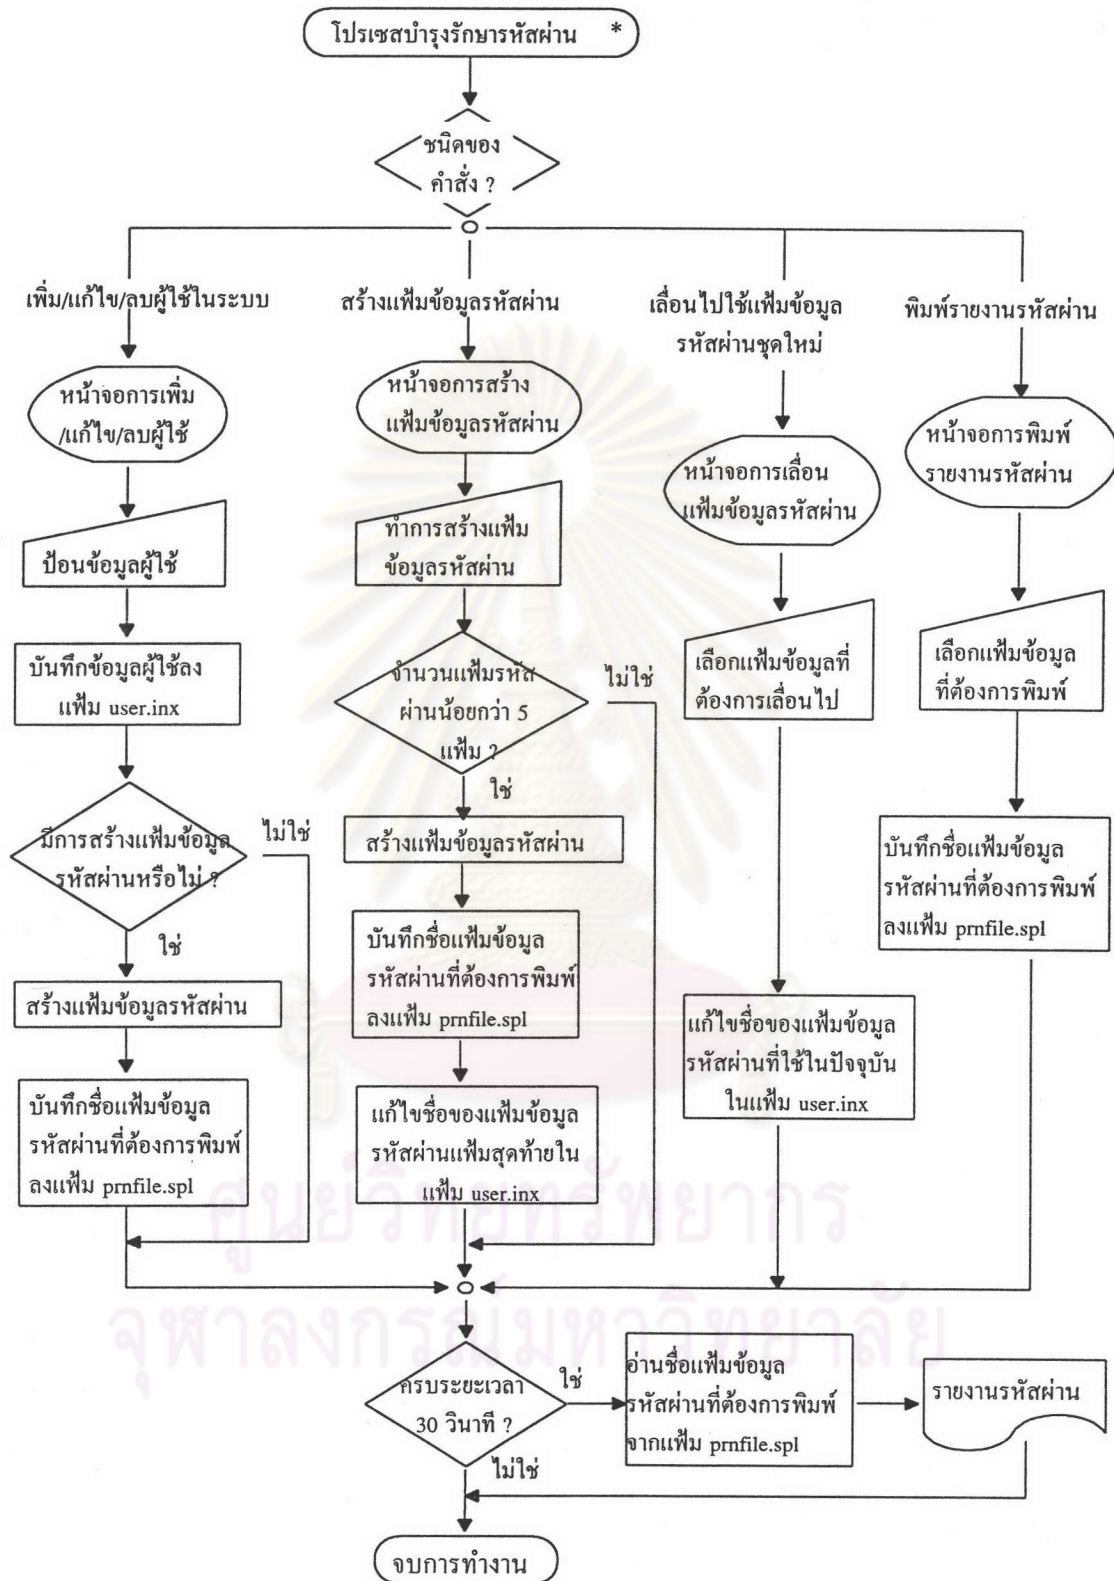 โปรเซสบำรุงรักษารหัสผ่าน *
ชนิดของ
คำสั่ง ?
เพิ่ม/แก้ไข/ลบผู้ใช้ในระบบ
หน้าจอการเพิ่ม
/แก้ไข/ลบผู้ใช้
ป้อนข้อมูลผู้ใช้
บันทึกข้อมูลผู้ใช้ลง
แฟ้ม user.inx
มีการสร้างแฟ้มข้อมูล
รหัสผ่านหรือไม่ ?
ไม่ใช่
ใช่
สร้างแฟ้มข้อมูลรหัสผ่าน
บันทึกชื่อแฟ้มข้อมูล
รหัสผ่านที่ต้องการพิมพ์
ลงแฟ้ม prnfile.spl
สร้างแฟ้มข้อมูลรหัสผ่าน
หน้าจอการสร้าง
แฟ้มข้อมูลรหัสผ่าน
ทำการสร้างแฟ้ม
ข้อมูลรหัสผ่าน
จำนวนแฟ้มรหัส
ผ่านน้อยกว่า 5
แฟ้ม ?
ไม่ใช่
ใช่
สร้างแฟ้มข้อมูลรหัสผ่าน
บันทึกชื่อแฟ้มข้อมูล
รหัสผ่านที่ต้องการพิมพ์
ลงแฟ้ม prnfile.spl
แก้ไขชื่อของแฟ้มข้อมูล
รหัสผ่านแฟ้มสุดท้ายใน
แฟ้ม user.inx
เลื่อนไปใช้แฟ้มข้อมูล
รหัสผ่านชุดใหม่
หน้าจอการเลื่อน
แฟ้มข้อมูลรหัสผ่าน
เลือกแฟ้มข้อมูลที่
ต้องการเลื่อนไป
แก้ไขชื่อของแฟ้มข้อมูล
รหัสผ่านที่ใช้ในปัจจุบัน
ในแฟ้ม user.inx
พิมพ์รายงานรหัสผ่าน
หน้าจอการพิมพ์
รายงานรหัสผ่าน
เลือกแฟ้มข้อมูล
ที่ต้องการพิมพ์
บันทึกชื่อแฟ้มข้อมูล
รหัสผ่านที่ต้องการพิมพ์
ลงแฟ้ม prnfile.spl
ศูนย์วิทยทรัพยากร
จุฬาลงกรณ์มหาวิทยาลัย
ครบระยะเวลา
30 วินาที ?
ใช่
ไม่ใช่
อ่านชื่อแฟ้มข้อมูล
รหัสผ่านที่ต้องการพิมพ์
จากแฟ้ม prnfile.spl
รายงานรหัสผ่าน
จบการทำงาน